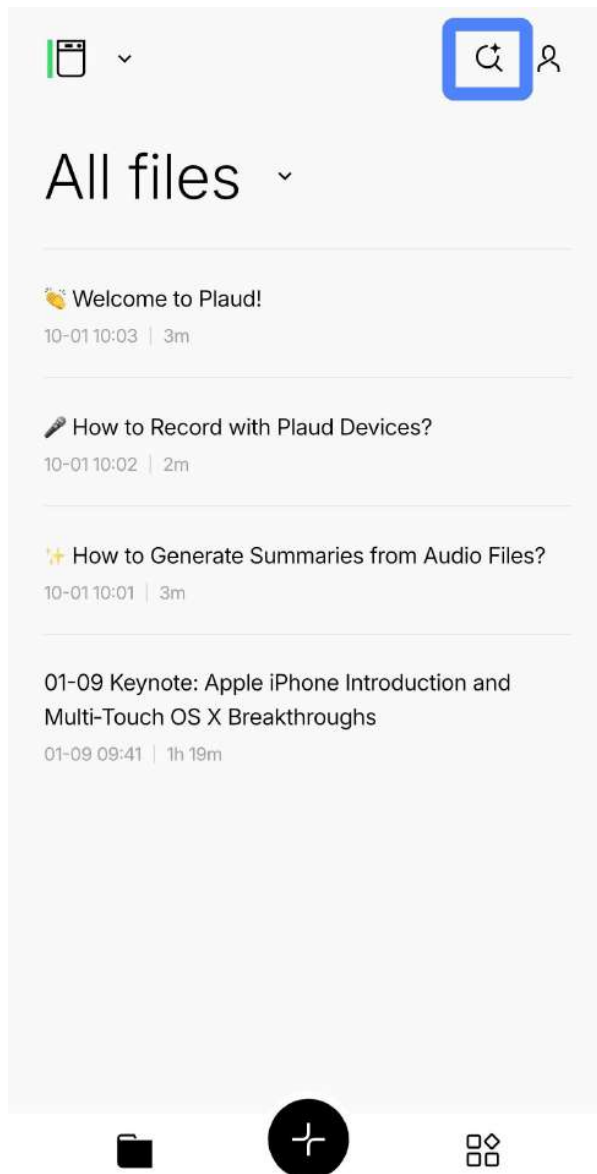 All files
👏 Welcome to Plaud!
10-01 10:03 | 3m
🎤 How to Record with Plaud Devices?
10-01 10:02 | 2m
✨ How to Generate Summaries from Audio Files?
10-01 10:01 | 3m
01-09 Keynote: Apple iPhone Introduction and
Multi-Touch OS X Breakthroughs
01-09 09:41 | 1h 19m